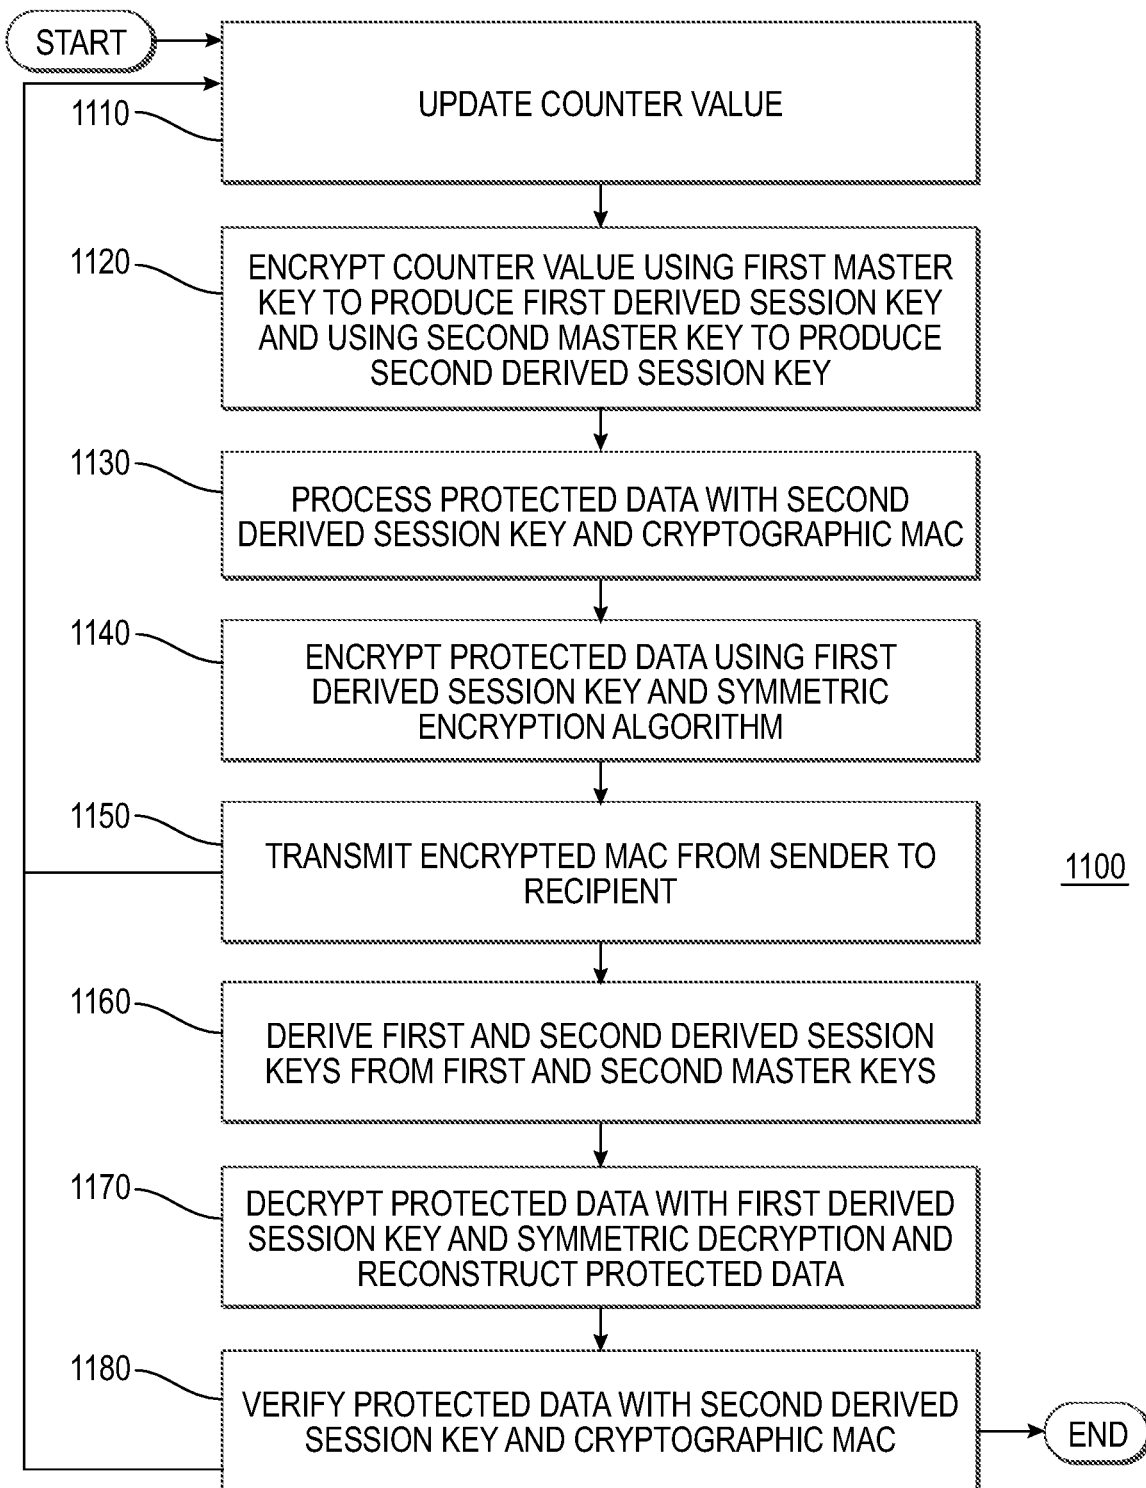 START
1110
UPDATE COUNTER VALUE
1120
ENCRYPT COUNTER VALUE USING FIRST MASTER
KEY TO PRODUCE FIRST DERIVED SESSION KEY
AND USING SECOND MASTER KEY TO PRODUCE
SECOND DERIVED SESSION KEY
1130
PROCESS PROTECTED DATA WITH SECOND
DERIVED SESSION KEY AND CRYPTOGRAPHIC MAC
1140
ENCRYPT PROTECTED DATA USING FIRST
DERIVED SESSION KEY AND SYMMETRIC
ENCRYPTION ALGORITHM
1150
TRANSMIT ENCRYPTED MAC FROM SENDER TO
RECIPIENT
1100
1160
DERIVE FIRST AND SECOND DERIVED SESSION
KEYS FROM FIRST AND SECOND MASTER KEYS
1170
DECRYPT PROTECTED DATA WITH FIRST DERIVED
SESSION KEY AND SYMMETRIC DECRYPTION AND
RECONSTRUCT PROTECTED DATA
1180
VERIFY PROTECTED DATA WITH SECOND DERIVED
SESSION KEY AND CRYPTOGRAPHIC MAC
END